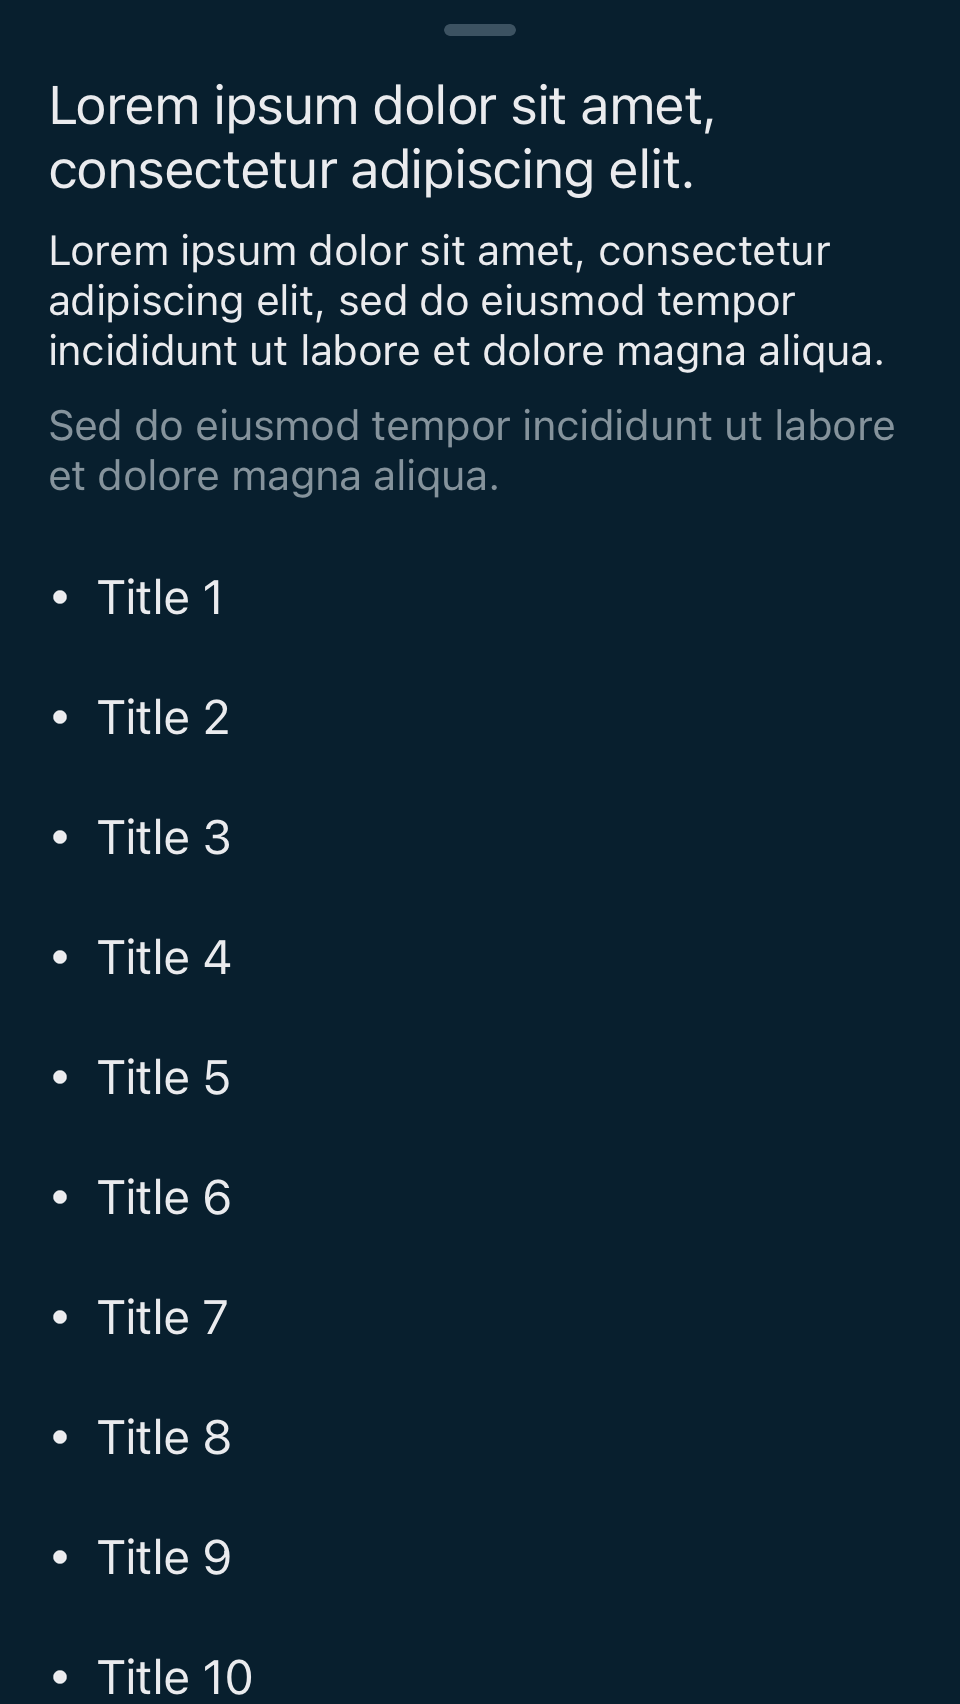 Lorem ipsum dolor sit amet,
consectetur adipiscing elit.
Lorem ipsum dolor sit amet, consectetur
adipiscing elit, sed do eiusmod tempor
incididunt ut labore et dolore magna aliqua.
Sed do eiusmod tempor incididunt ut labore
et dolore magna aliqua.
• Title 1
• Title 2
• Title 3
• Title 4
• Title 5
• Title 6
• Title 7
• Title 8
• Title 9
• Title 10